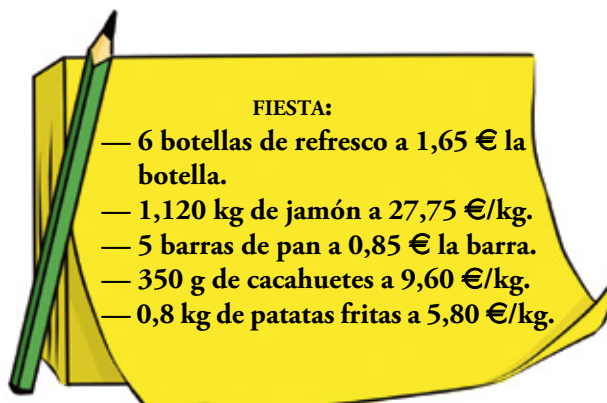 FIESTA:
— 6 botellas de refresco a 1,65 € la
botella.
— 1,120 kg de jamón a 27,75 €/kg.
— 5 barras de pan a 0,85 € la barra.
— 350 g de cacahuetes a 9,60 €/kg.
— 0,8 kg de patatas fritas a 5,80 €/kg.